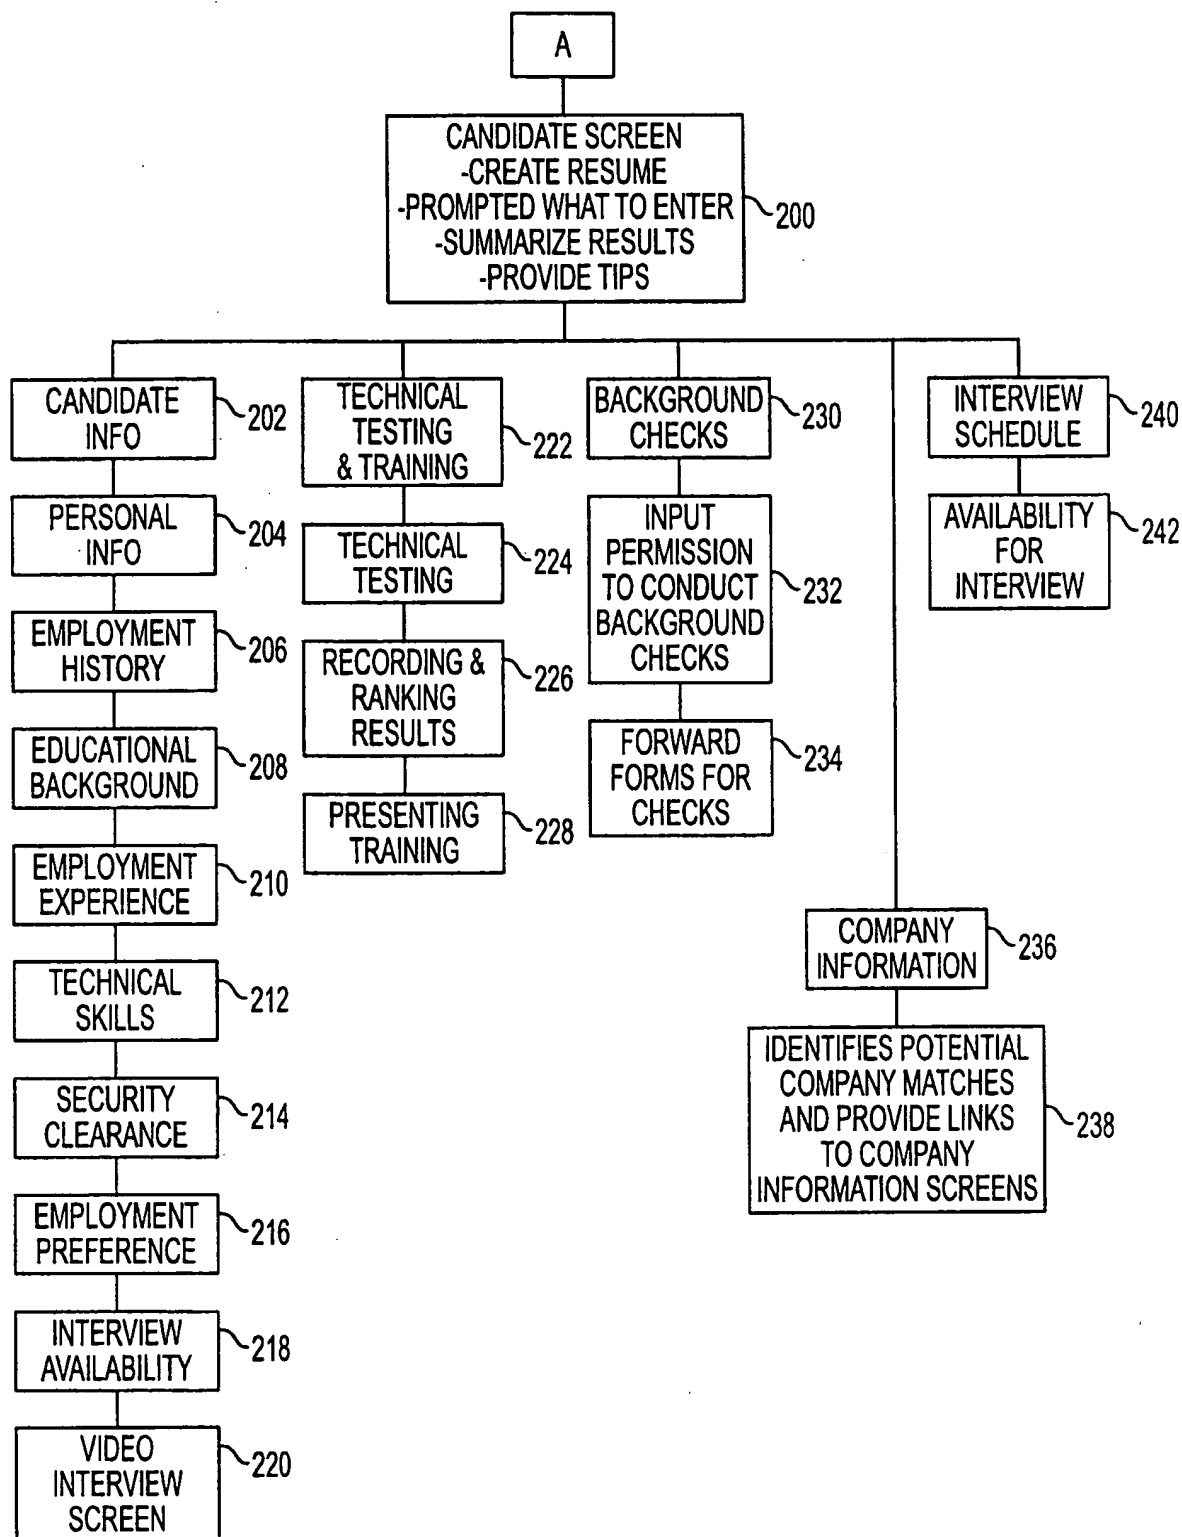 A
CANDIDATE SCREEN
-CREATE RESUME
-PROMPTED WHAT TO ENTER
-SUMMARIZE RESULTS
-PROVIDE TIPS
200
CANDIDATE
INFO
202
PERSONAL
INFO
204
EMPLOYMENT
HISTORY
206
EDUCATIONAL
BACKGROUND
208
EMPLOYMENT
EXPERIENCE
210
TECHNICAL
SKILLS
212
SECURITY
CLEARANCE
214
EMPLOYMENT
PREFERENCE
216
INTERVIEW
AVAILABILITY
218
VIDEO
INTERVIEW
SCREEN
220
TECHNICAL
TESTING
& TRAINING
222
TECHNICAL
TESTING
224
RECORDING &
RANKING
RESULTS
226
PRESENTING
TRAINING
228
BACKGROUND
CHECKS
230
INPUT
PERMISSION
TO CONDUCT
BACKGROUND
CHECKS
232
FORWARD
FORMS FOR
CHECKS
234
COMPANY
INFORMATION
236
IDENTIFIES POTENTIAL
COMPANY MATCHES
AND PROVIDE LINKS
TO COMPANY
INFORMATION SCREENS
238
INTERVIEW
SCHEDULE
240
AVAILABILITY
FOR
INTERVIEW
242